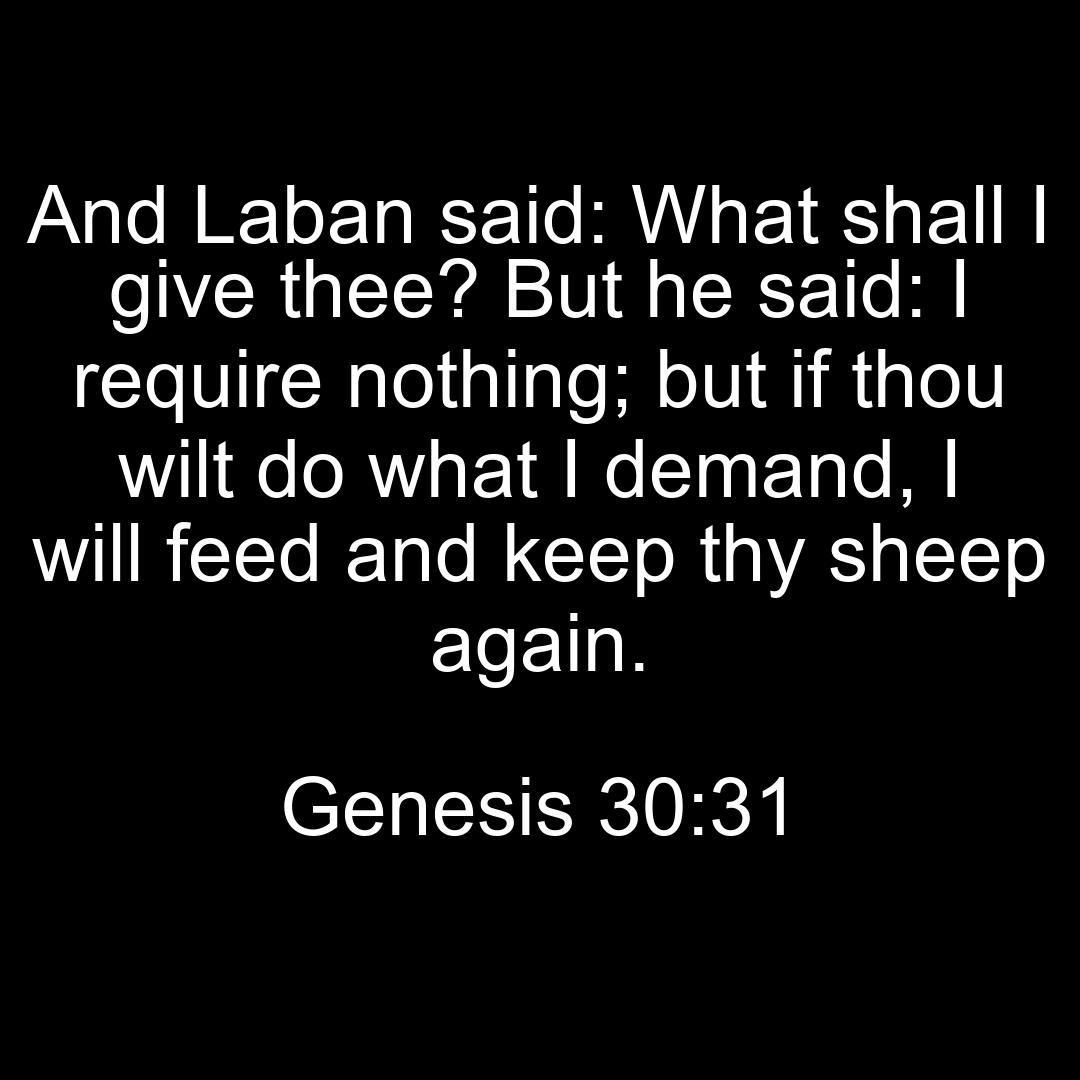 And Laban said: What shall I
give thee? But he said: I
require nothing; but if thou
wilt do what I demand, I
will feed and keep thy sheep
again.
Genesis 30:31